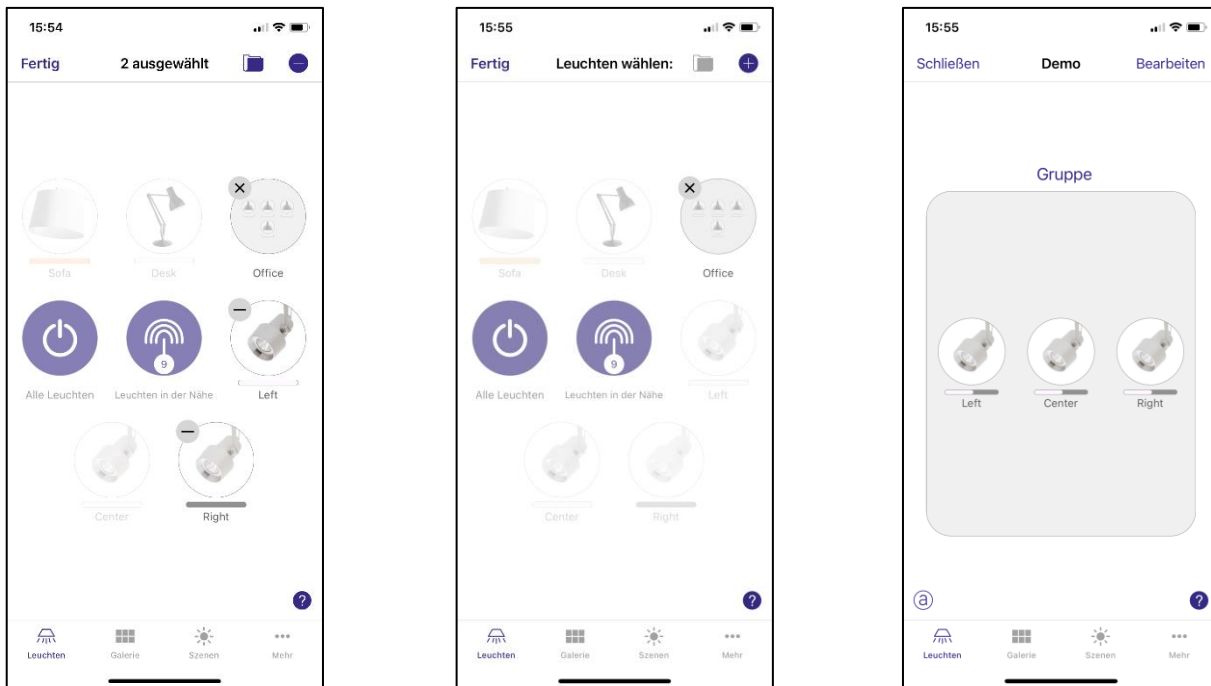 15:54
Fertig 2 ausgewählt
Sofa Desk Office
9
Alle Leuchten Leuchten in der Nähe Left
Center Right
?
Leuchten Galerie Szenen Mehr
15:55
Fertig Leuchten wählen:
Sofa Desk Office
9
Alle Leuchten Leuchten in der Nähe Left
Center Right
?
Leuchten Galerie Szenen Mehr
15:55
Schließen Demo Bearbeiten
Gruppe
Left Center Right
a ?
Leuchten Galerie Szenen Mehr